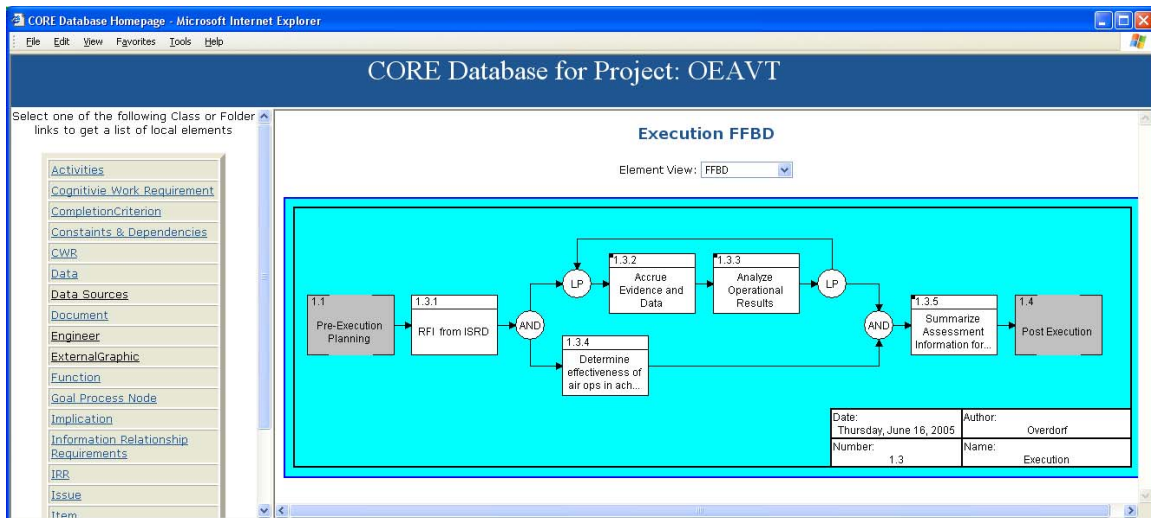 CORE Database Homepage - Microsoft Internet Explorer
File Edit View Favorites Tools Help
CORE Database for Project: OEAVT
Select one of the following Class or Folder
links to get a list of local elements
Activities
Cognitivie Work Requirement
CompletionCriterion
Constaints & Dependencies
CWR
Data
Data Sources
Document
Engineer
ExternalGraphic
Function
Goal Process Node
Implication
Information Relationship
Requirements
IRR
Issue
Item
Execution FFBD
Element View: FFBD
1.1
Pre-Execution
Planning
1.3.1
RFI from ISRD
AND
LP
1.3.2
Accrue
Evidence and
Data
1.3.3
Analyze
Operational
Results
LP
1.3.4
Determine
effectiveness of
air ops in ach...
AND
1.3.5
Summarize
Assessment
Information for...
1.4
Post Execution
Date:
Thursday, June 16, 2005
Author:
Overdorf
Number:
1.3
Name:
Execution